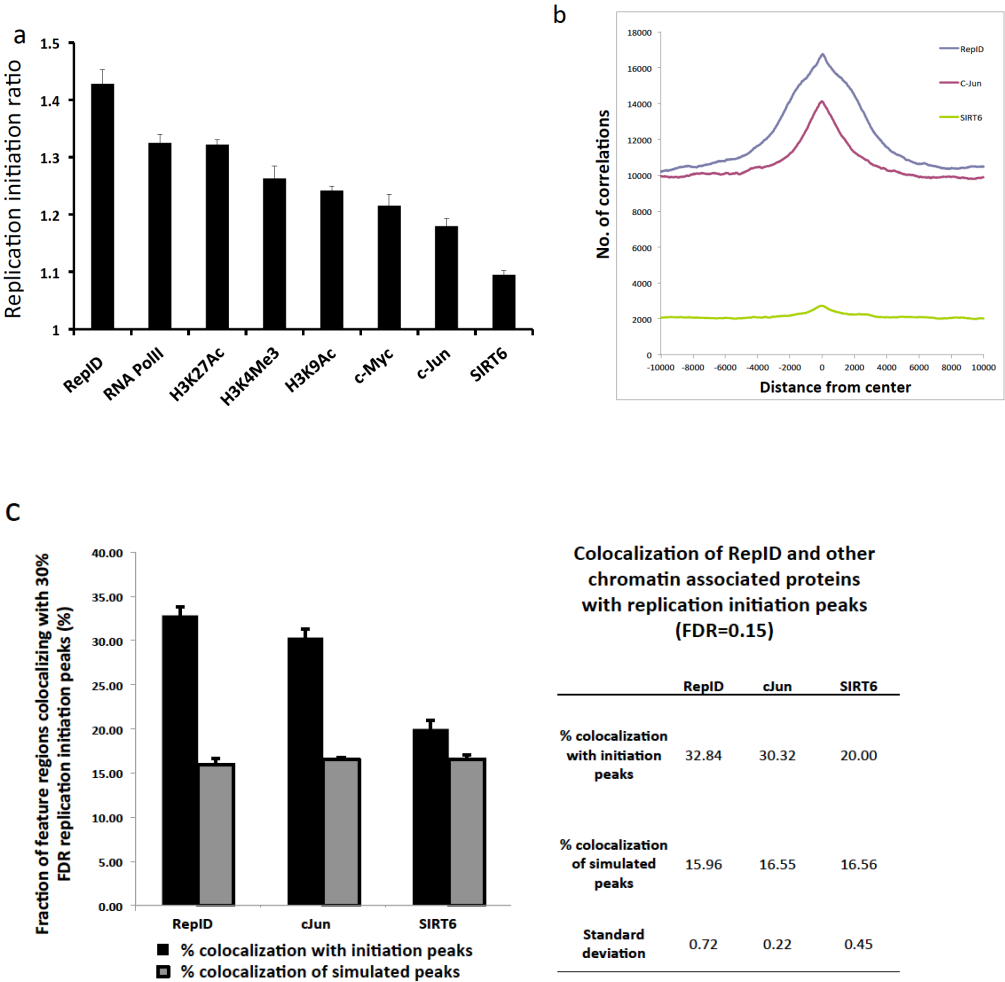 a
Replication initiation ratio
1.5
1.4
1.3
1.2
1.1
1
RepID
RNA PolII
H3K27Ac
H3K4Me3
H3K9Ac
c-Myc
c-Jun
SIRT6
b
No. of correlations
18000
16000
14000
12000
10000
8000
6000
4000
2000
0
-10000 -8000 -6000 -4000 -2000 0 2000 4000 6000 8000 10000
Distance from center
RepID
C-Jun
SIRT6
c
Fraction of feature regions colocalizing with 30%
FDR replication initiation peaks (%)
40.00
35.00
30.00
25.00
20.00
15.00
10.00
5.00
0.00
RepID cJun SIRT6
% colocalization with initiation peaks
% colocalization of simulated peaks
Colocalization of RepID and other
chromatin associated proteins
with replication initiation peaks
(FDR=0.15)
RepID cJun SIRT6
% colocalization
with initiation 32.84 30.32 20.00
peaks
% colocalization
of simulated 15.96 16.55 16.56
peaks
Standard
deviation 0.72 0.22 0.45